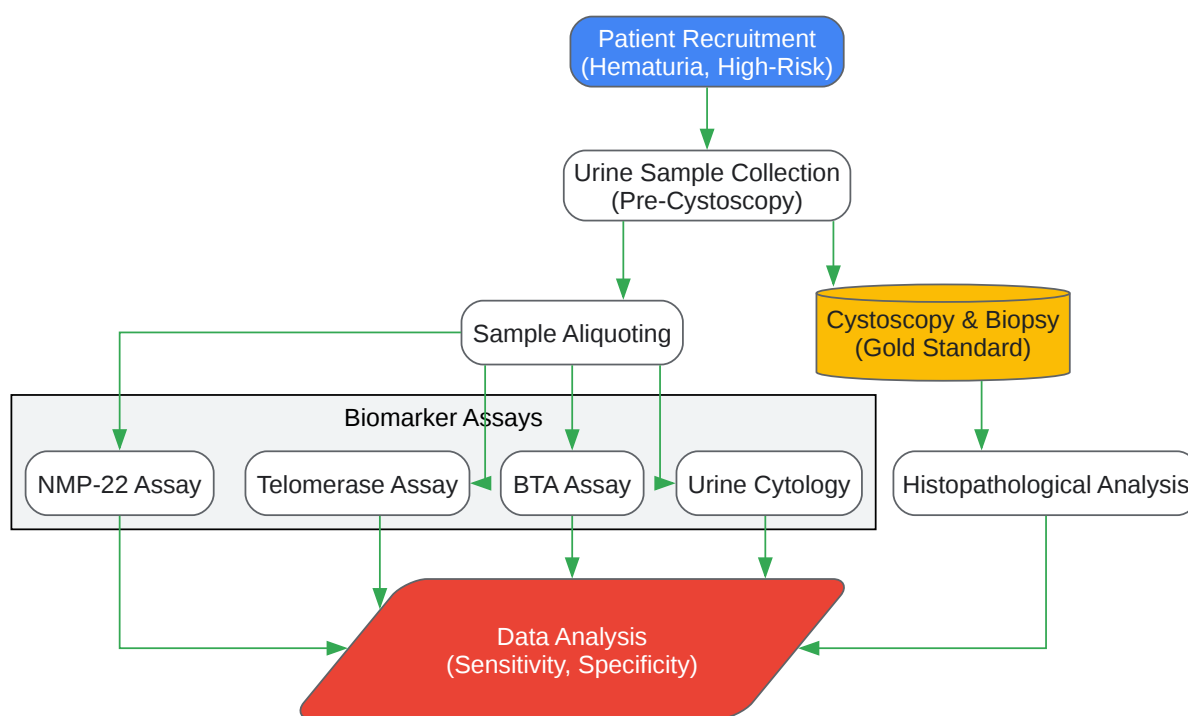 Patient Recruitment
(Hematuria, High-Risk)
Urine Sample Collection
(Pre-Cystoscopy)
Sample Aliquoting
Cystoscopy & Biopsy
(Gold Standard)
Biomarker Assays
NMP-22 Assay
Telomerase Assay
BTA Assay
Urine Cytology
Histopathological Analysis
Data Analysis
(Sensitivity, Specificity)